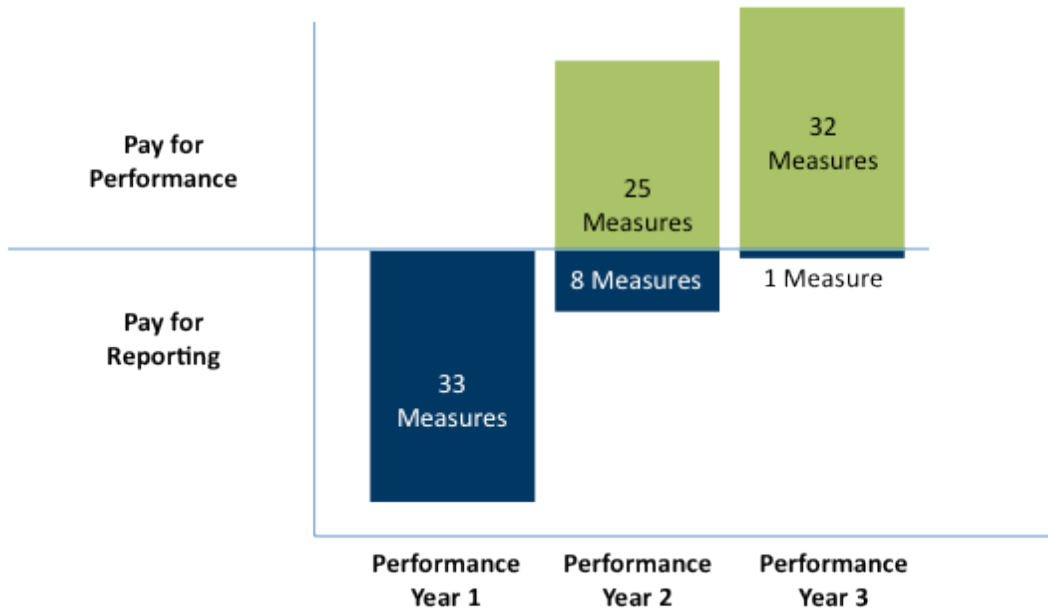 Pay for
Performance
32
Measures
25
Measures
8 Measures
1 Measure
Pay for
Reporting
33
Measures
Performance
Year 1
Performance
Year 2
Performance
Year 3